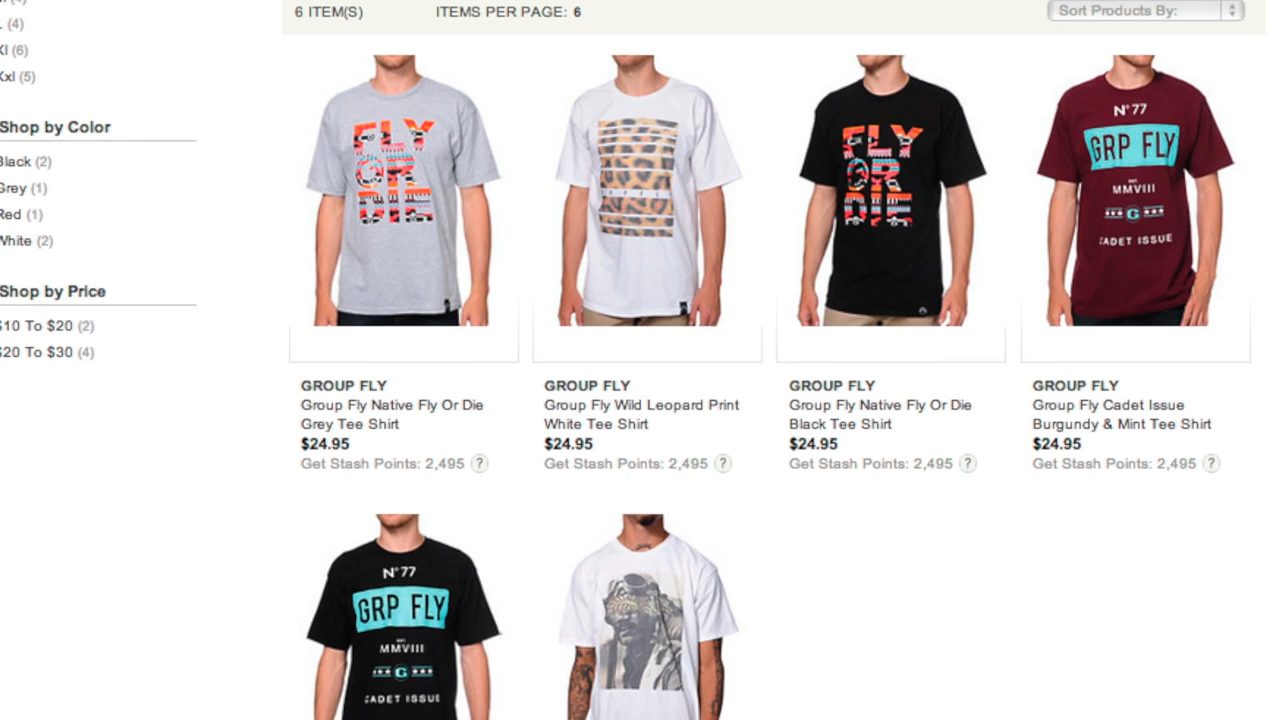 6 ITEM(S) ITEMS PER PAGE: 6 Sort Products By:
(4)
Xl (6)
Xxl (5)
Shop by Color
Black (2)
Grey (1)
Red (1)
White (2)
Shop by Price
$10 To $20 (2)
$20 To $30 (4)
FLY
OR
DIE
FLY
OR
DIE
N° 77
GRP FLY
EST
MMVIII
G
CADET ISSUE
GROUP FLY
Group Fly Native Fly Or Die
Grey Tee Shirt
$24.95
Get Stash Points: 2,495 ?
GROUP FLY
Group Fly Wild Leopard Print
White Tee Shirt
$24.95
Get Stash Points: 2,495 ?
GROUP FLY
Group Fly Native Fly Or Die
Black Tee Shirt
$24.95
Get Stash Points: 2,495 ?
GROUP FLY
Group Fly Cadet Issue
Burgundy & Mint Tee Shirt
$24.95
Get Stash Points: 2,495 ?
N° 77
GRP FLY
EST
MMVIII
G
CADET ISSUE